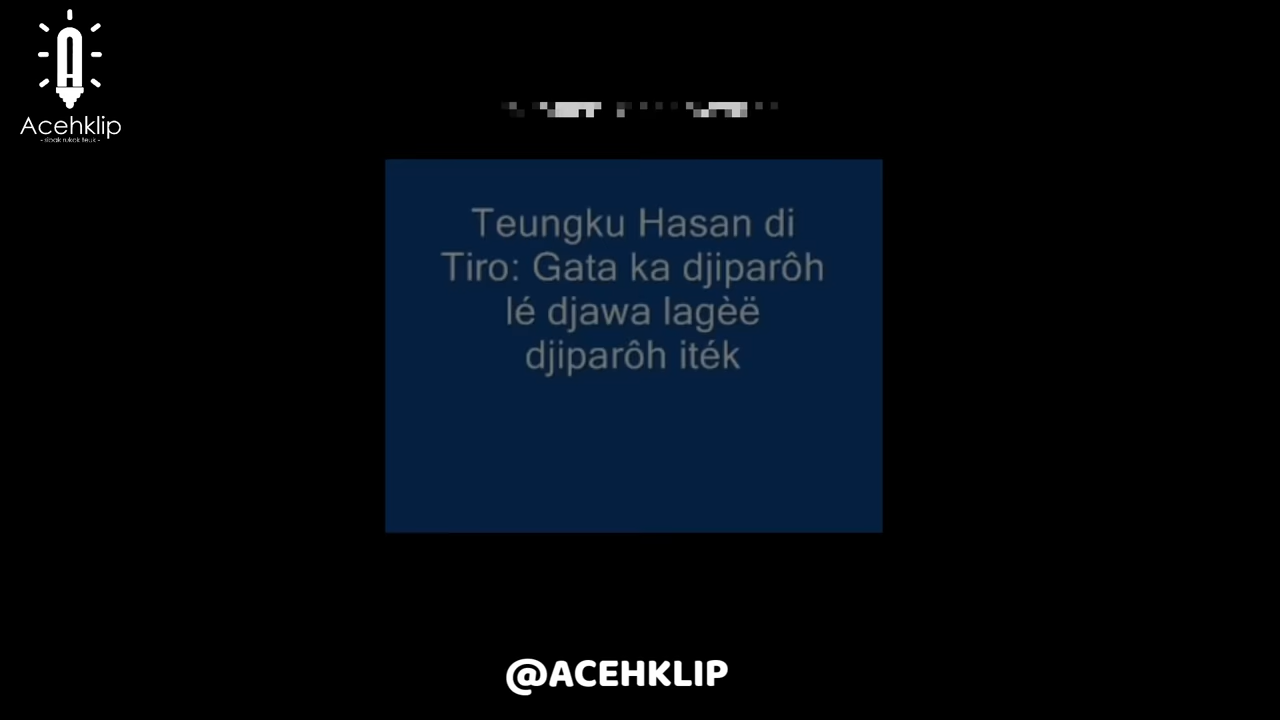 Acehklip
Teungku Hasan di
Tiro: Gata ka djiparôh
lé djawa lagèë
djiparôh iték
@ACEHKLIP